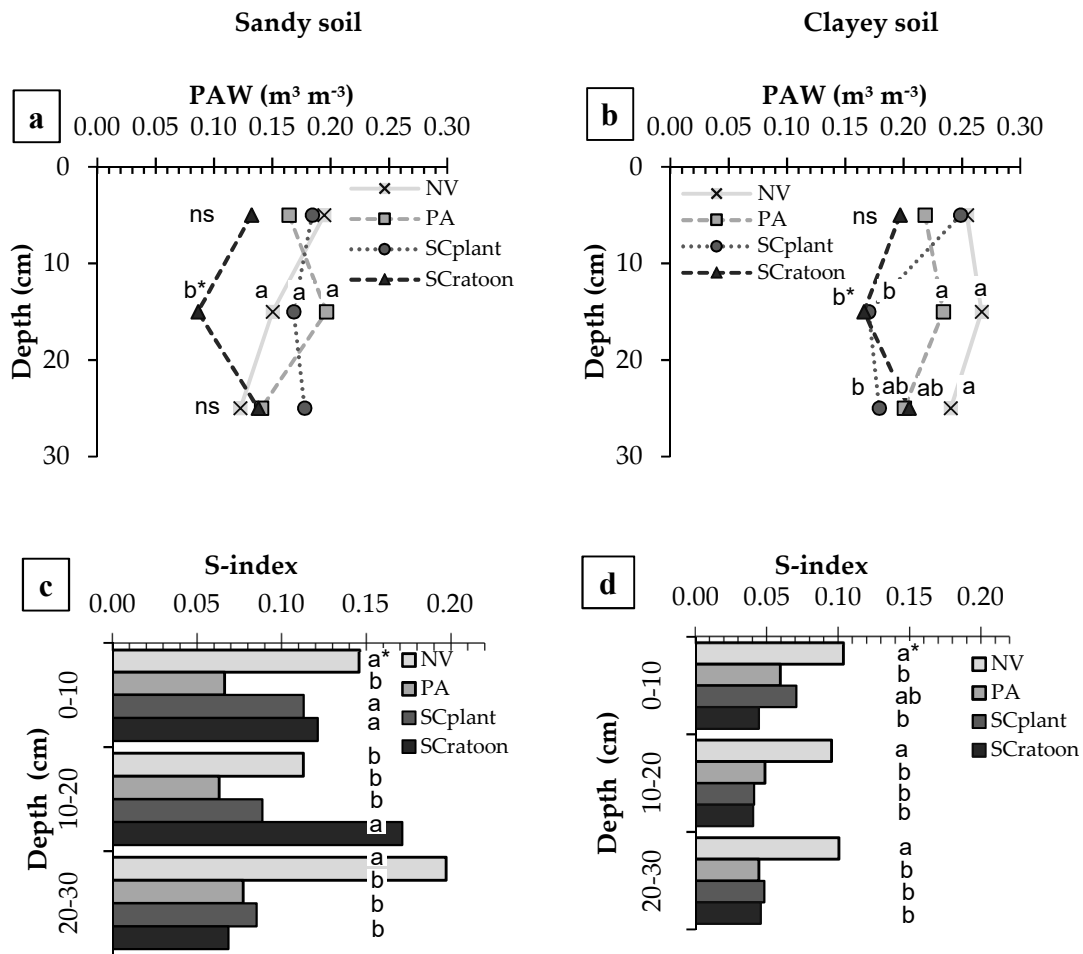 Sandy soil
Clayey soil
a
PAW (m³ m⁻³)
0.00 0.05 0.10 0.15 0.20 0.25 0.30
0
10
20
30
Depth (cm)
NV
PA
SCplant
SCratoon
ns
b* a a a
ns
b
PAW (m³ m⁻³)
0.00 0.05 0.10 0.15 0.20 0.25 0.30
0
10
20
30
Depth (cm)
NV
PA
SCplant
SCratoon
ns
b* b a a
b ab ab a
c
S-index
0.00 0.05 0.10 0.15 0.20
Depth (cm)
0-10
10-20
20-30
a*
b
a
a
b
b
b
a
a
b
b
b
NV
PA
SCplant
SCratoon
d
S-index
0.00 0.05 0.10 0.15 0.20
Depth (cm)
0-10
10-20
20-30
a*
b
ab
b
a
b
b
b
a
b
b
b
NV
PA
SCplant
SCratoon